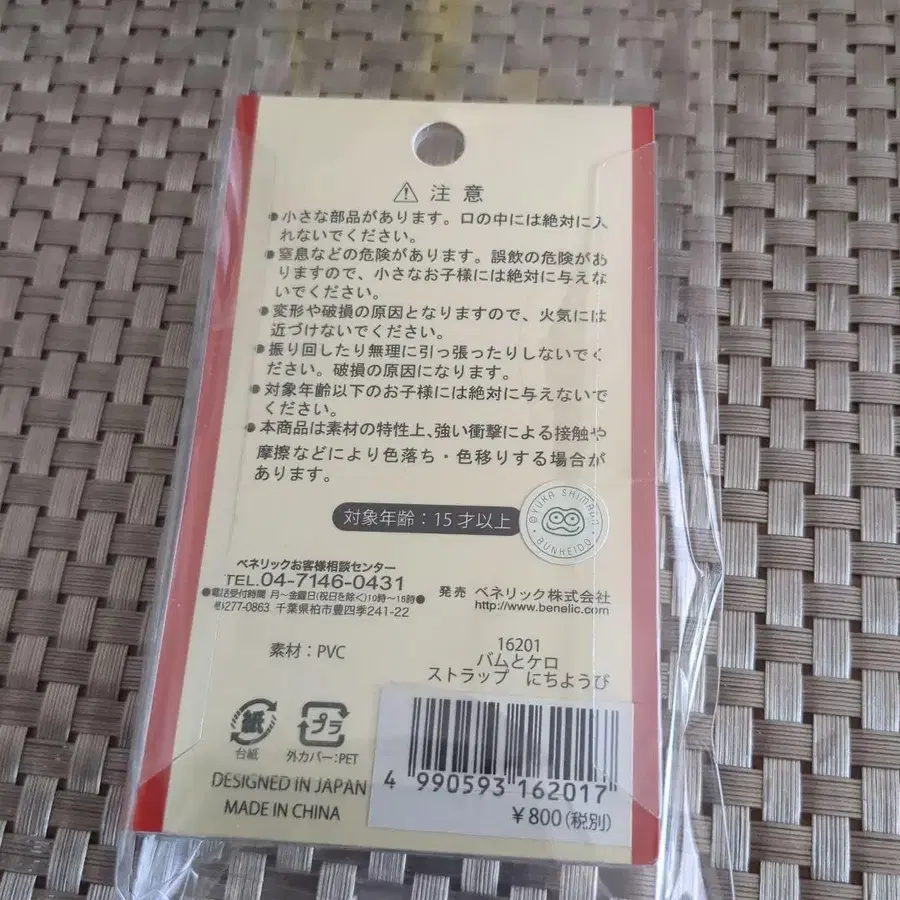 ⚠ 注意
●小さな部品があります。口の中には絶対に入
れないでください。
●窒息などの危険があります。誤飲の危険があ
りますので、小さなお子様には絶対に与えな
いでください。
●変形や破損の原因となりますので、火気には
近づけないでください。
●振り回したり無理に引っ張ったりしないでく
ださい。破損の原因になります。
●対象年齢以下のお子様には絶対に与えないで
ください。
●本商品は素材の特性上、強い衝撃による接触や
摩擦などにより色落ち・色移りする場合が
あります。
対象年齢：15才以上
©YUKA SHIMADA
BUNKEIDO
ベネリックお客様相談センター
TEL.04-7146-0431
●電話受付時間 月～金曜日(祝日を除く)10時～16時●
277-0863 千葉県柏市豊四季241-22
発売 ベネリック株式会社
http://www.benelic.com
素材：PVC
16201
バムとケロ
ストラップ にちようび
紙
台紙
プラ
外カバー：PET
DESIGNED IN JAPAN
MADE IN CHINA
4 990593 162017
¥800(税別)